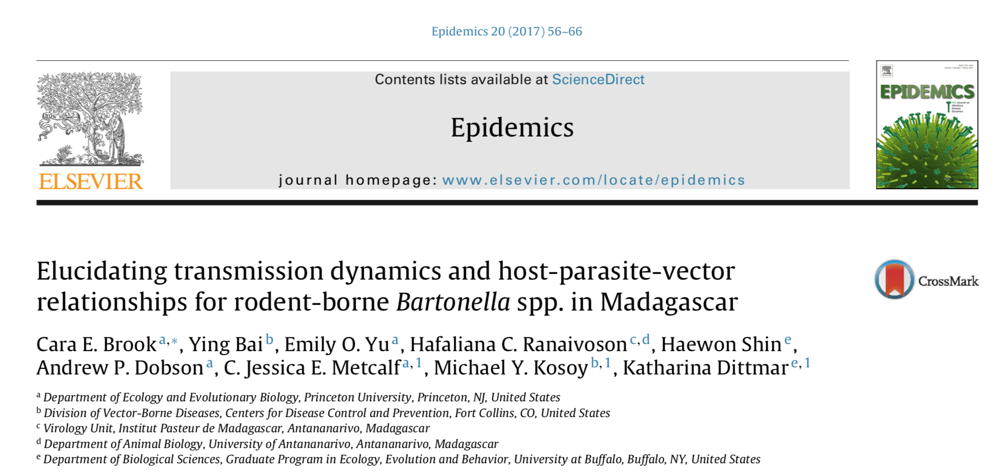 Epidemics 20 (2017) 56–66
Contents lists available at ScienceDirect
Epidemics
journal homepage: www.elsevier.com/locate/epidemics
NON SOLUS
ELSEVIER
EPIDEMICS
THE Journal on
Infectious
Disease
Dynamics
Elucidating transmission dynamics and host-parasite-vector
relationships for rodent-borne Bartonella spp. in Madagascar
CrossMark
Cara E. Brook a,*, Ying Bai b, Emily O. Yu a, Hafaliana C. Ranaivoson c,d, Haewon Shin e,
Andrew P. Dobson a, C. Jessica E. Metcalf a,1, Michael Y. Kosoy b,1, Katharina Dittmar e,1
a Department of Ecology and Evolutionary Biology, Princeton University, Princeton, NJ, United States
b Division of Vector-Borne Diseases, Centers for Disease Control and Prevention, Fort Collins, CO, United States
c Virology Unit, Institut Pasteur de Madagascar, Antananarivo, Madagascar
d Department of Animal Biology, University of Antananarivo, Antananarivo, Madagascar
e Department of Biological Sciences, Graduate Program in Ecology, Evolution and Behavior, University at Buffalo, Buffalo, NY, United States